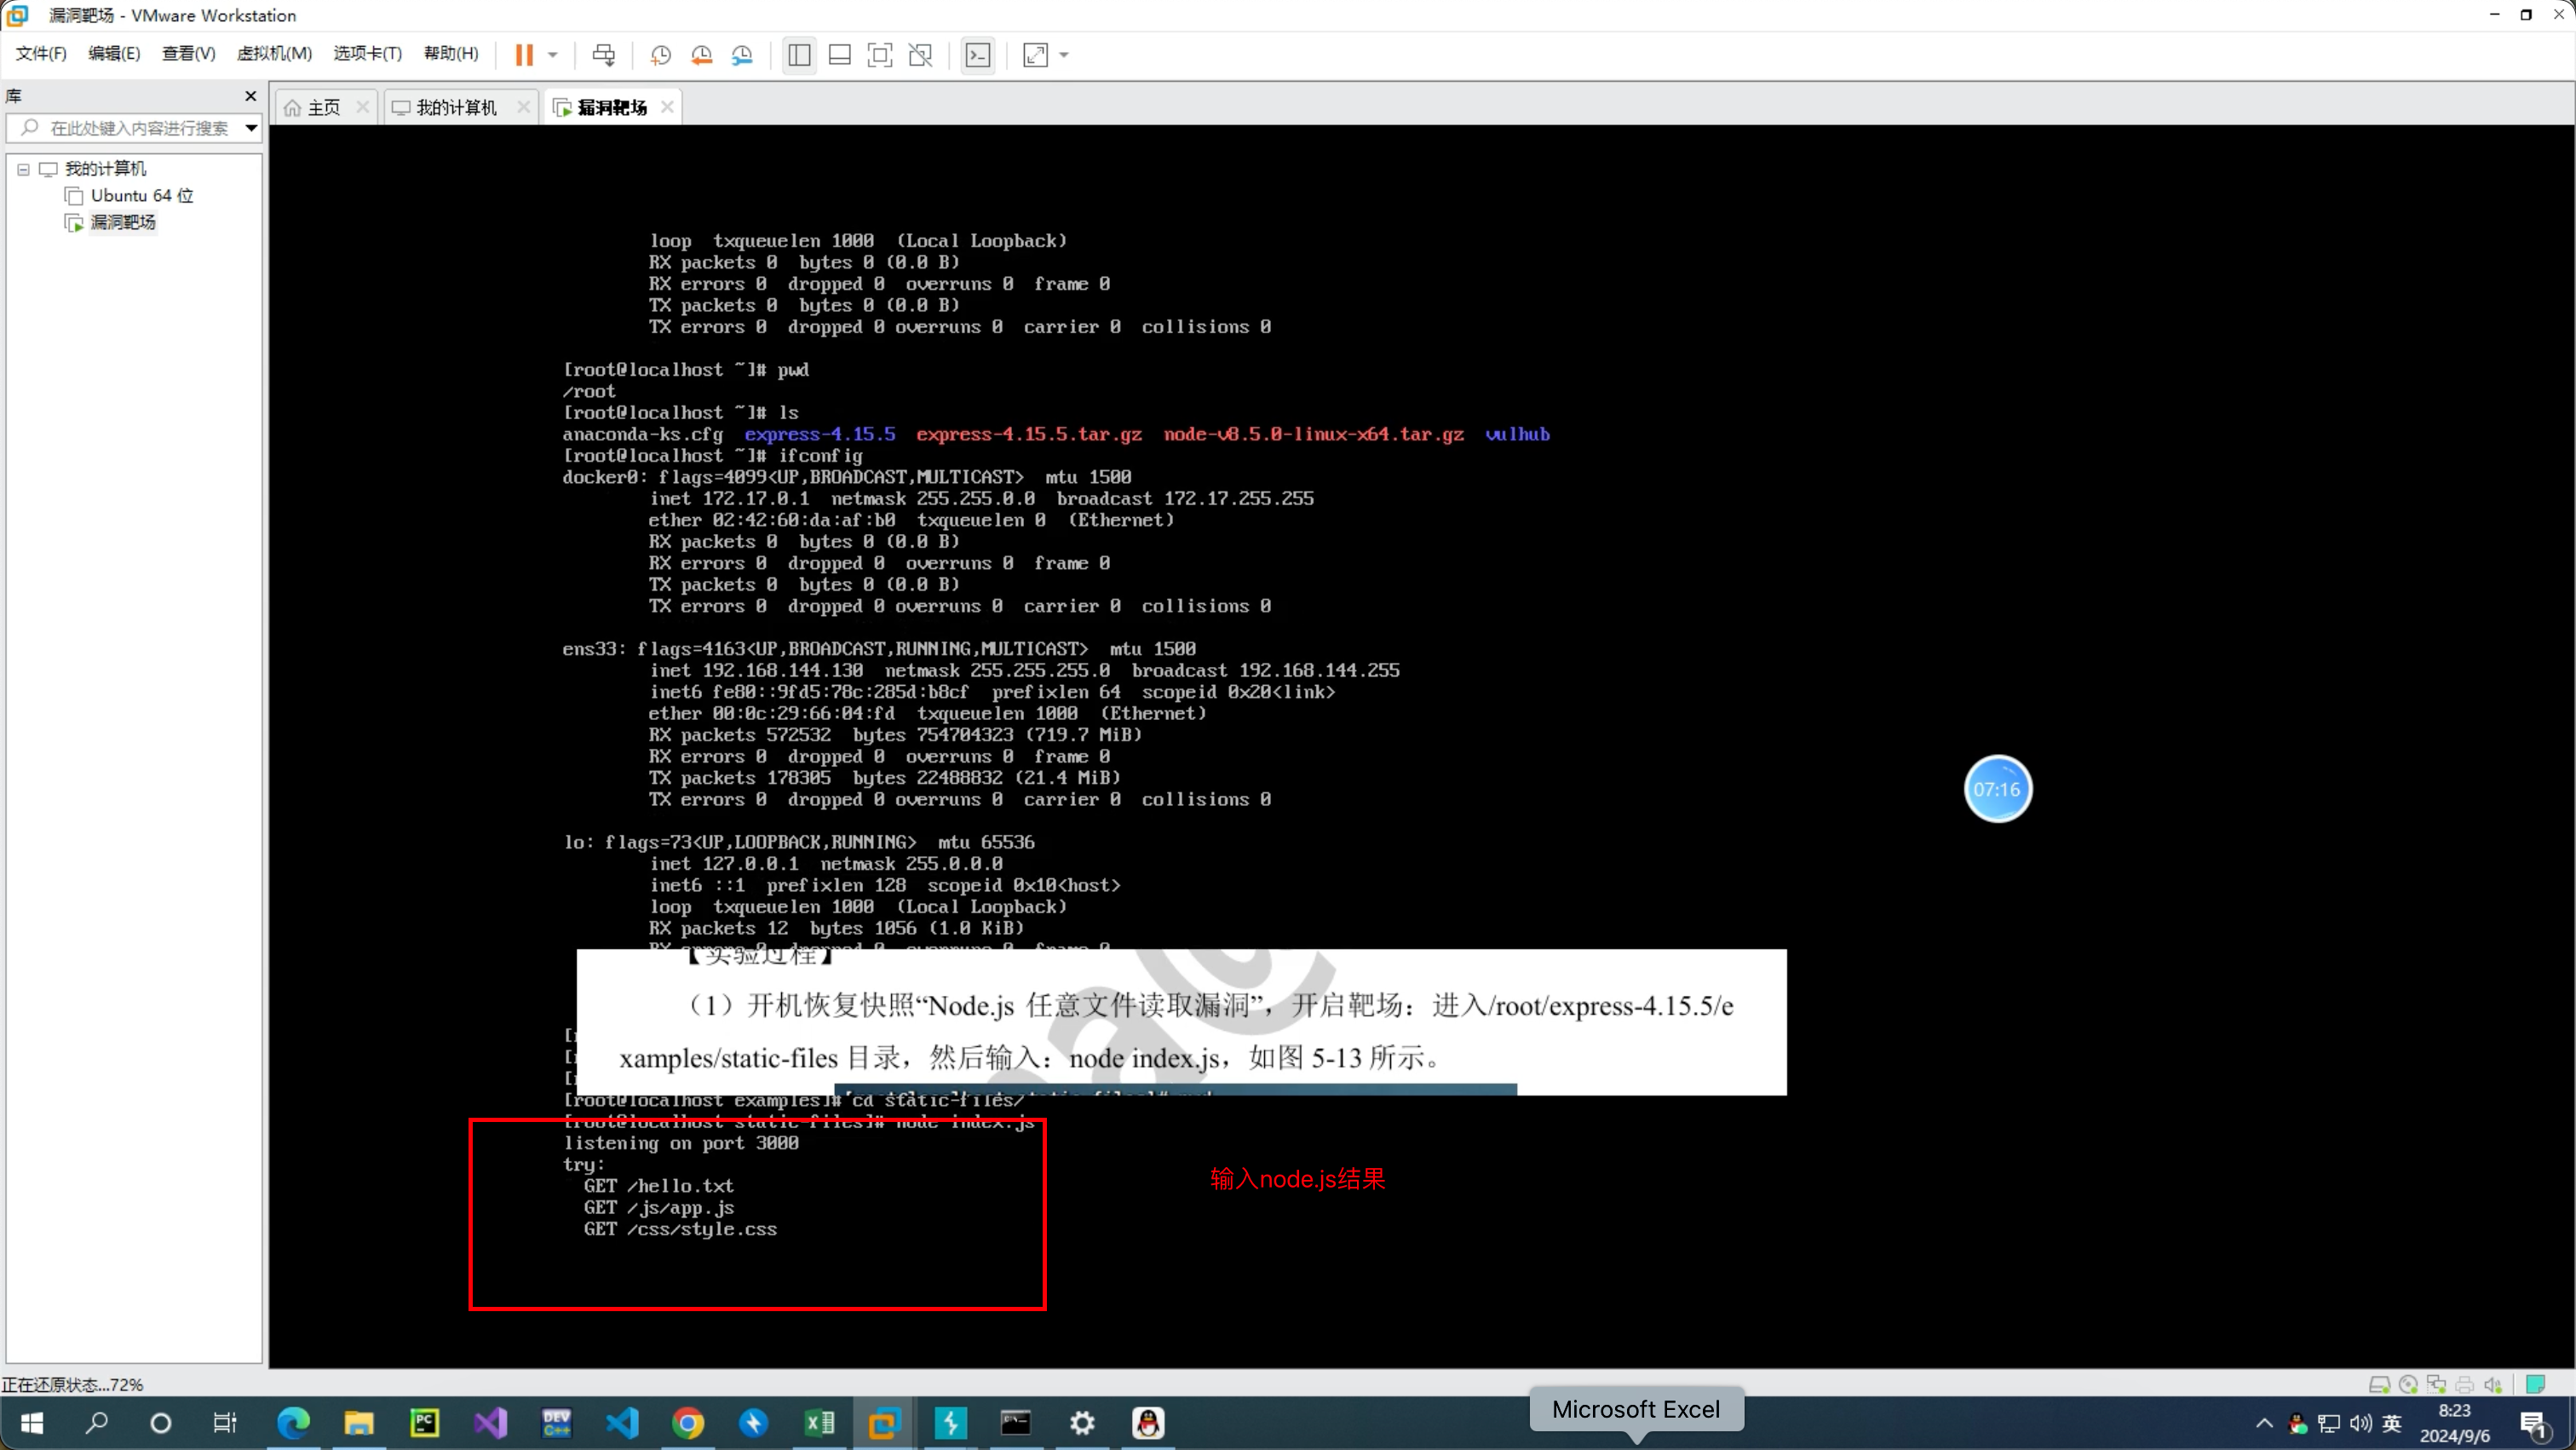 漏洞靶场 - VMware Workstation
文件(F) 编辑(E) 查看(V) 虚拟机(M) 选项卡(T) 帮助(H)
库
在此处键入内容进行搜索
我的计算机
Ubuntu 64 位
漏洞靶场
主页 我的计算机 漏洞靶场
loop txqueuelen 1000 (Local Loopback)
RX packets 0 bytes 0 (0.0 B)
RX errors 0 dropped 0 overruns 0 frame 0
TX packets 0 bytes 0 (0.0 B)
TX errors 0 dropped 0 overruns 0 carrier 0 collisions 0
[root@localhost ~]# pwd
/root
[root@localhost ~]# ls
anaconda-ks.cfg express-4.15.5 express-4.15.5.tar.gz node-v8.5.0-linux-x64.tar.gz vulhub
[root@localhost ~]# ifconfig
docker0: flags=4099<UP,BROADCAST,MULTICAST> mtu 1500
inet 172.17.0.1 netmask 255.255.0.0 broadcast 172.17.255.255
ether 02:42:60:da:af:b0 txqueuelen 0 (Ethernet)
RX packets 0 bytes 0 (0.0 B)
RX errors 0 dropped 0 overruns 0 frame 0
TX packets 0 bytes 0 (0.0 B)
TX errors 0 dropped 0 overruns 0 carrier 0 collisions 0
ens33: flags=4163<UP,BROADCAST,RUNNING,MULTICAST> mtu 1500
inet 192.168.144.130 netmask 255.255.255.0 broadcast 192.168.144.255
inet6 fe80::9fd5:78c:285d:b8cf prefixlen 64 scopeid 0x20<link>
ether 00:0c:29:66:04:fd txqueuelen 1000 (Ethernet)
RX packets 572532 bytes 754704323 (719.7 MiB)
RX errors 0 dropped 0 overruns 0 frame 0
TX packets 178305 bytes 22488832 (21.4 MiB)
TX errors 0 dropped 0 overruns 0 carrier 0 collisions 0
07:16
lo: flags=73<UP,LOOPBACK,RUNNING> mtu 65536
inet 127.0.0.1 netmask 255.0.0.0
inet6 ::1 prefixlen 128 scopeid 0x10<host>
loop txqueuelen 1000 (Local Loopback)
RX packets 12 bytes 1056 (1.0 KiB)
RX errors 0 dropped 0 overruns 0 frame 0
【实验过程】
（1）开机恢复快照“Node.js 任意文件读取漏洞”，开启靶场：进入/root/express-4.15.5/e
xamples/static-files 目录，然后输入：node index.js，如图 5-13 所示。
[root@localhost examples]# cd static-files/
[root@localhost static-files]# node index.js
listening on port 3000
try:
GET /hello.txt
GET /js/app.js
GET /css/style.css
输入node.js结果
正在还原状态...72%
Microsoft Excel
英
8:23
2024/9/6
1